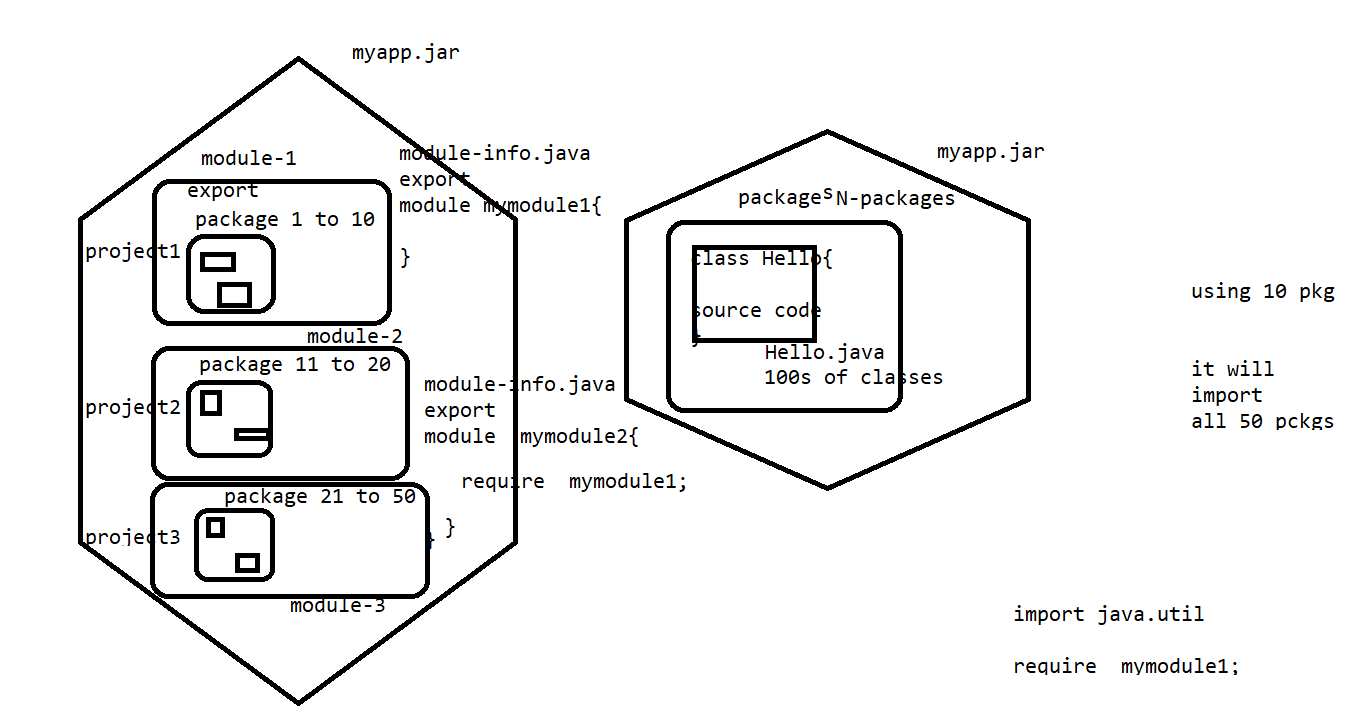 myapp.jar
module-1
module-info.java
export
module mymodule1{
}
export
package 1 to 10
project1
module-2
package 11 to 20
project2
module-info.java
export
module  mymodule2{
require  mymodule1;
}
package 21 to 50
project3
}
module-3
myapp.jar
packages N-packages
class Hello{
source code
}
Hello.java
100s of classes
using 10 pkg
it will
import
all 50 pckgs
import java.util
require  mymodule1;